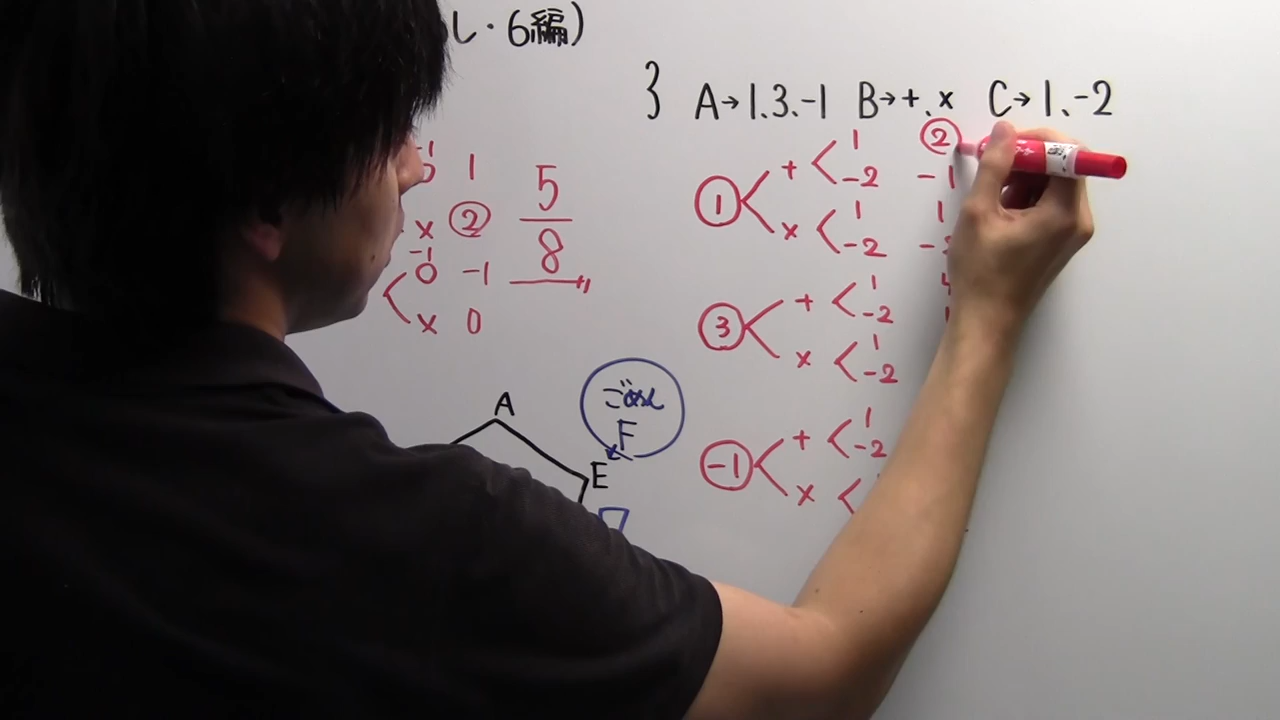 し・6編)
3 A→1.3.-1 B→+.× C→1、-2
-1 1
× ②
5
8
-1
0 -1
× 0
① + 1 ②
-2 -1
× 1 1
-2
③ + 1
-2
× 1
-2
-1 + 1
-2
×
A
E
ごめん
F